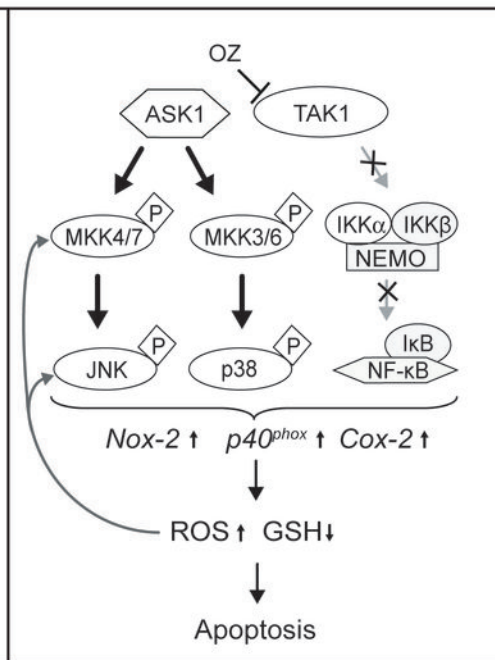 OZ
ASK1 TAK1
P P
MKK4/7 MKK3/6 IKKα IKKβ
NEMO
P P
JNK p38 IκB
NF-κB
Nox-2 ↑ p40phox ↑ Cox-2 ↑
ROS ↑ GSH ↓
Apoptosis